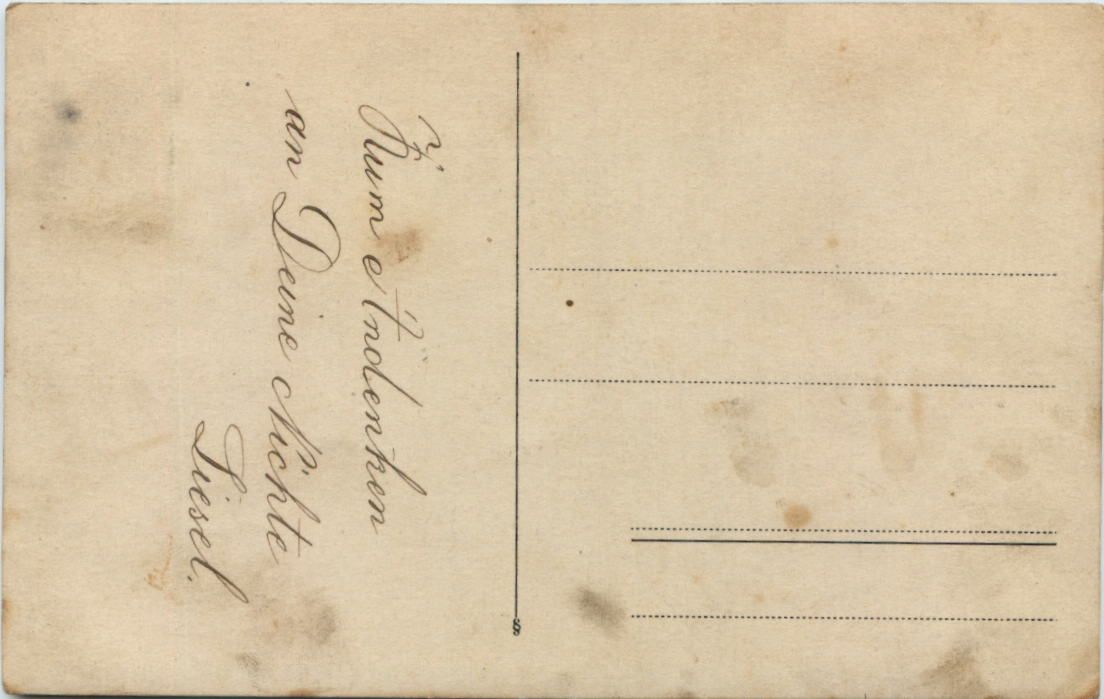 Zum Andenken
an Deine Nichte
Liesel.